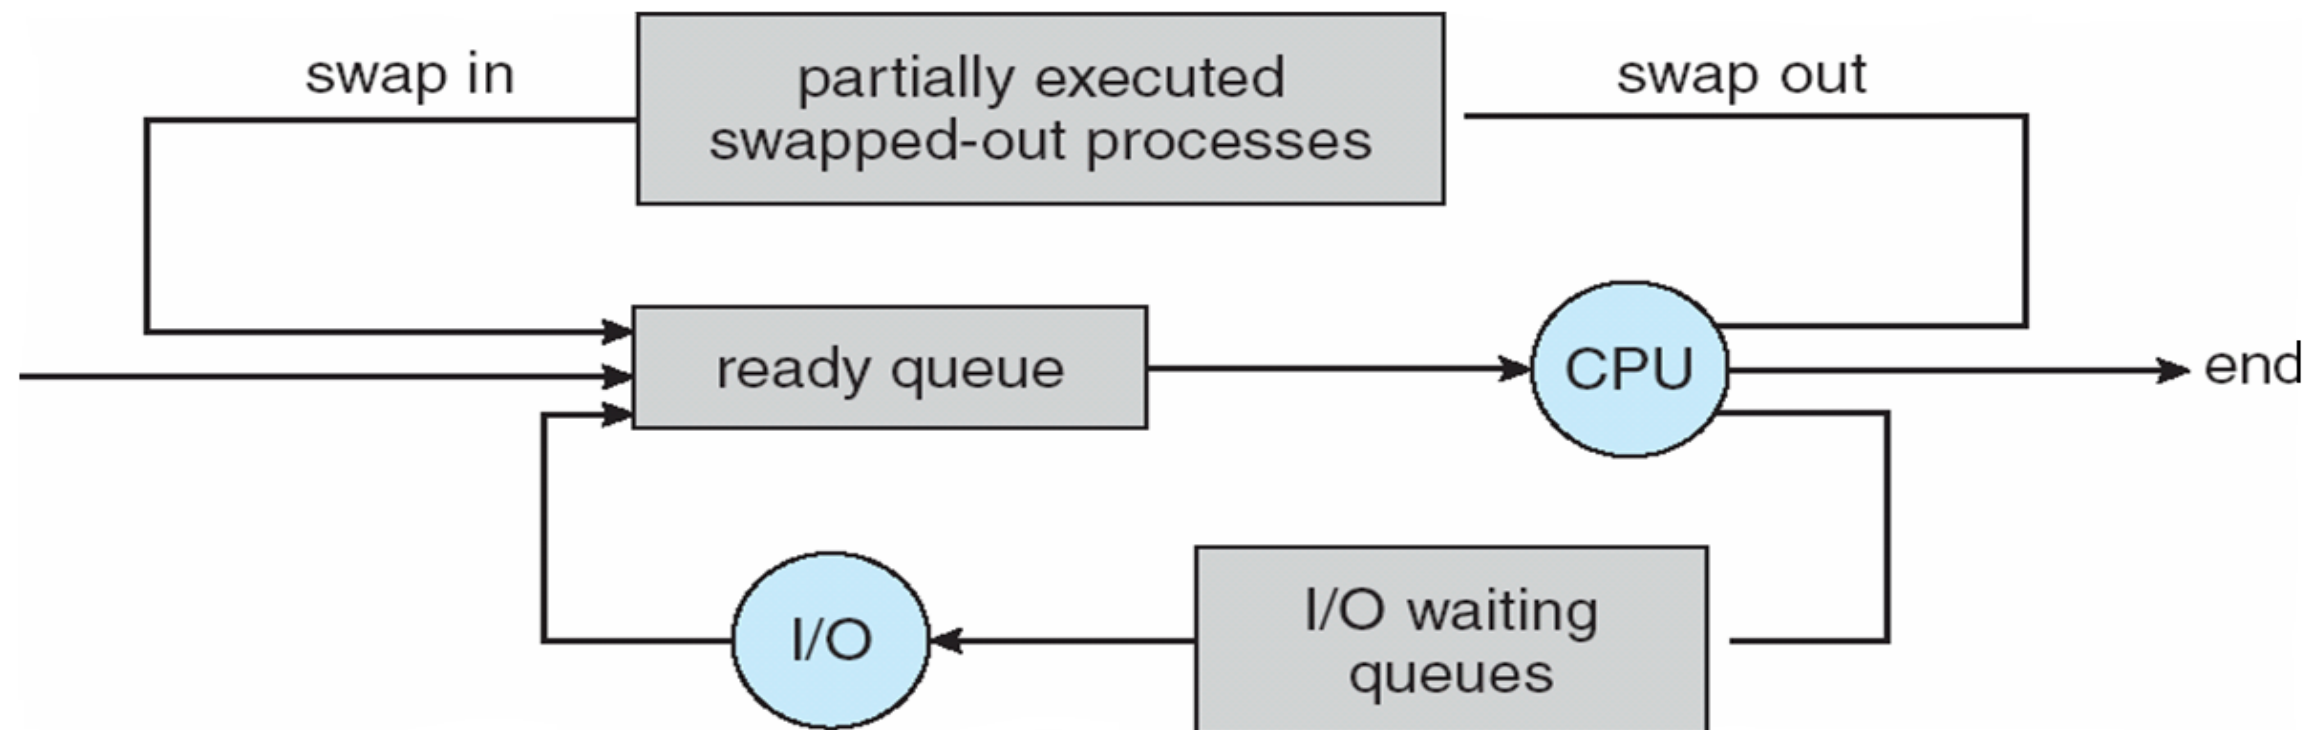 swap in
partially executed
swapped-out processes
swap out
ready queue
CPU
end
I/O
I/O waiting
queues